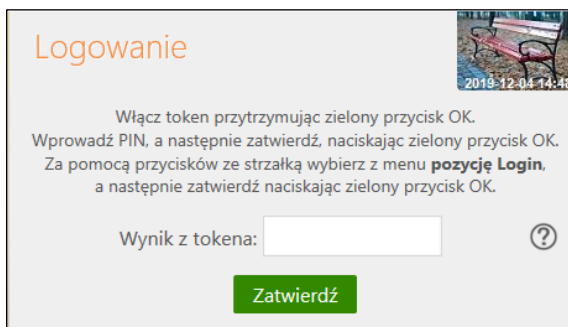 Logowanie
2019-12-04 14:48
Włącz token przytrzymując zielony przycisk OK.
Wprowadź PIN, a następnie zatwierdź, naciskając zielony przycisk OK.
Za pomocą przycisków ze strzałką wybierz z menu pozycję Login,
a następnie zatwierdź naciskając zielony przycisk OK.
Wynik z tokena:
?
Zatwierdź